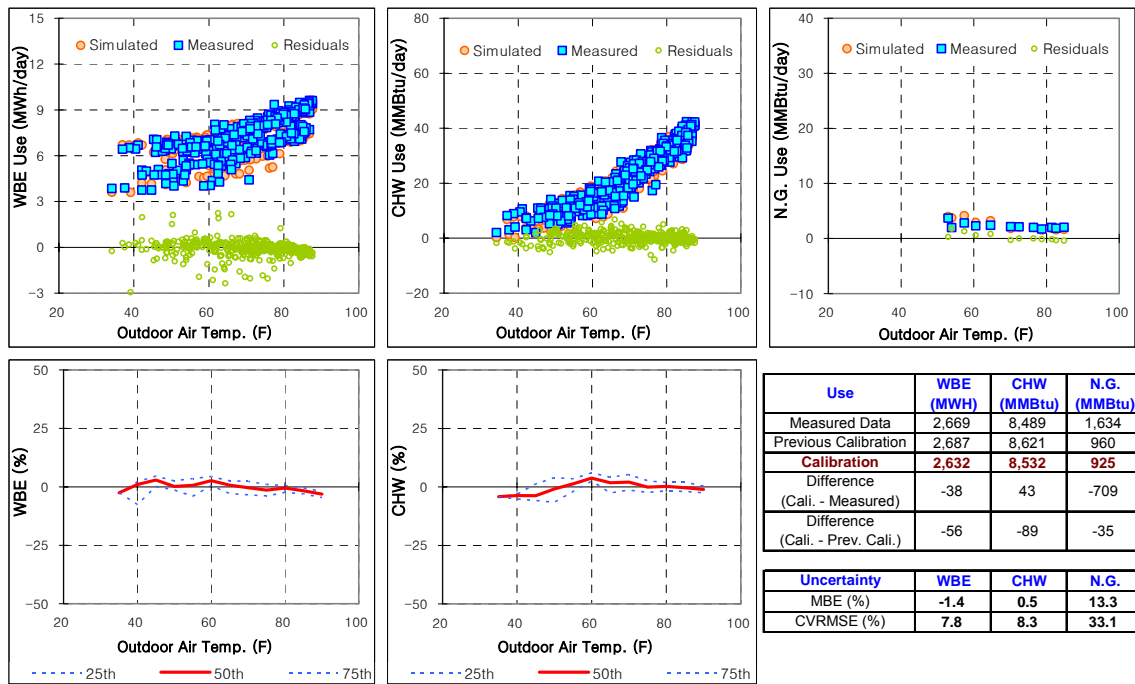 15
12
9
6
3
0
−3
WBE Use (MWh/day)
Simulated Measured Residuals
20 40 60 80 100
Outdoor Air Temp. (F)
80
60
40
20
0
−20
CHW Use (MMBtu/day)
Simulated Measured Residuals
20 40 60 80 100
Outdoor Air Temp. (F)
40
30
20
10
0
−10
N.G. Use (MMBtu/day)
Simulated Measured Residuals
20 40 60 80 100
Outdoor Air Temp. (F)
50
25
0
−25
−50
WBE (%)
20 40 60 80 100
Outdoor Air Temp. (F)
25th 50th 75th
50
25
0
−25
−50
CHW (%)
20 40 60 80 100
Outdoor Air Temp. (F)
25th 50th 75th
Use WBE (MWH) CHW (MMBtu) N.G. (MMBtu)
Measured Data 2,669 8,489 1,634
Previous Calibration 2,687 8,621 960
Calibration 2,632 8,532 925
Difference (Cali. - Measured) -38 43 -709
Difference (Cali. - Prev. Cali.) -56 -89 -35
Uncertainty WBE CHW N.G.
MBE (%) -1.4 0.5 13.3
CVRMSE (%) 7.8 8.3 33.1